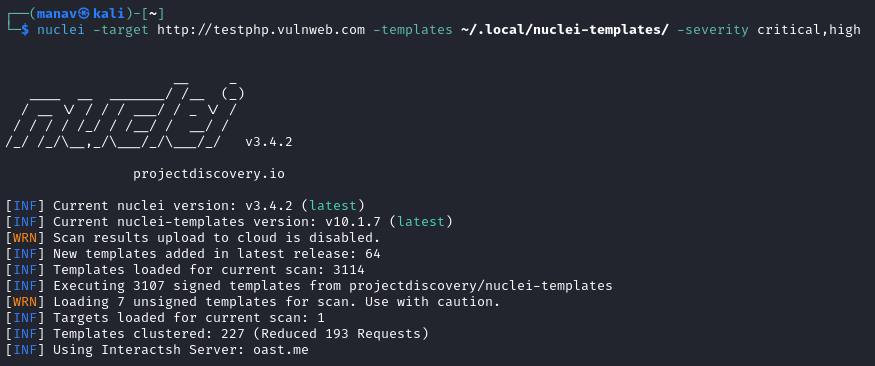 ┌──(manav㉿kali)-[~]
└─$ nuclei -target http://testphp.vulnweb.com -templates ~/.local/nuclei-templates/ -severity critical,high
nuclei v3.4.2
projectdiscovery.io
[INF] Current nuclei version: v3.4.2 (latest)
[INF] Current nuclei-templates version: v10.1.7 (latest)
[WRN] Scan results upload to cloud is disabled.
[INF] New templates added in latest release: 64
[INF] Templates loaded for current scan: 3114
[INF] Executing 3107 signed templates from projectdiscovery/nuclei-templates
[WRN] Loading 7 unsigned templates for scan. Use with caution.
[INF] Targets loaded for current scan: 1
[INF] Templates clustered: 227 (Reduced 193 Requests)
[INF] Using Interactsh Server: oast.me